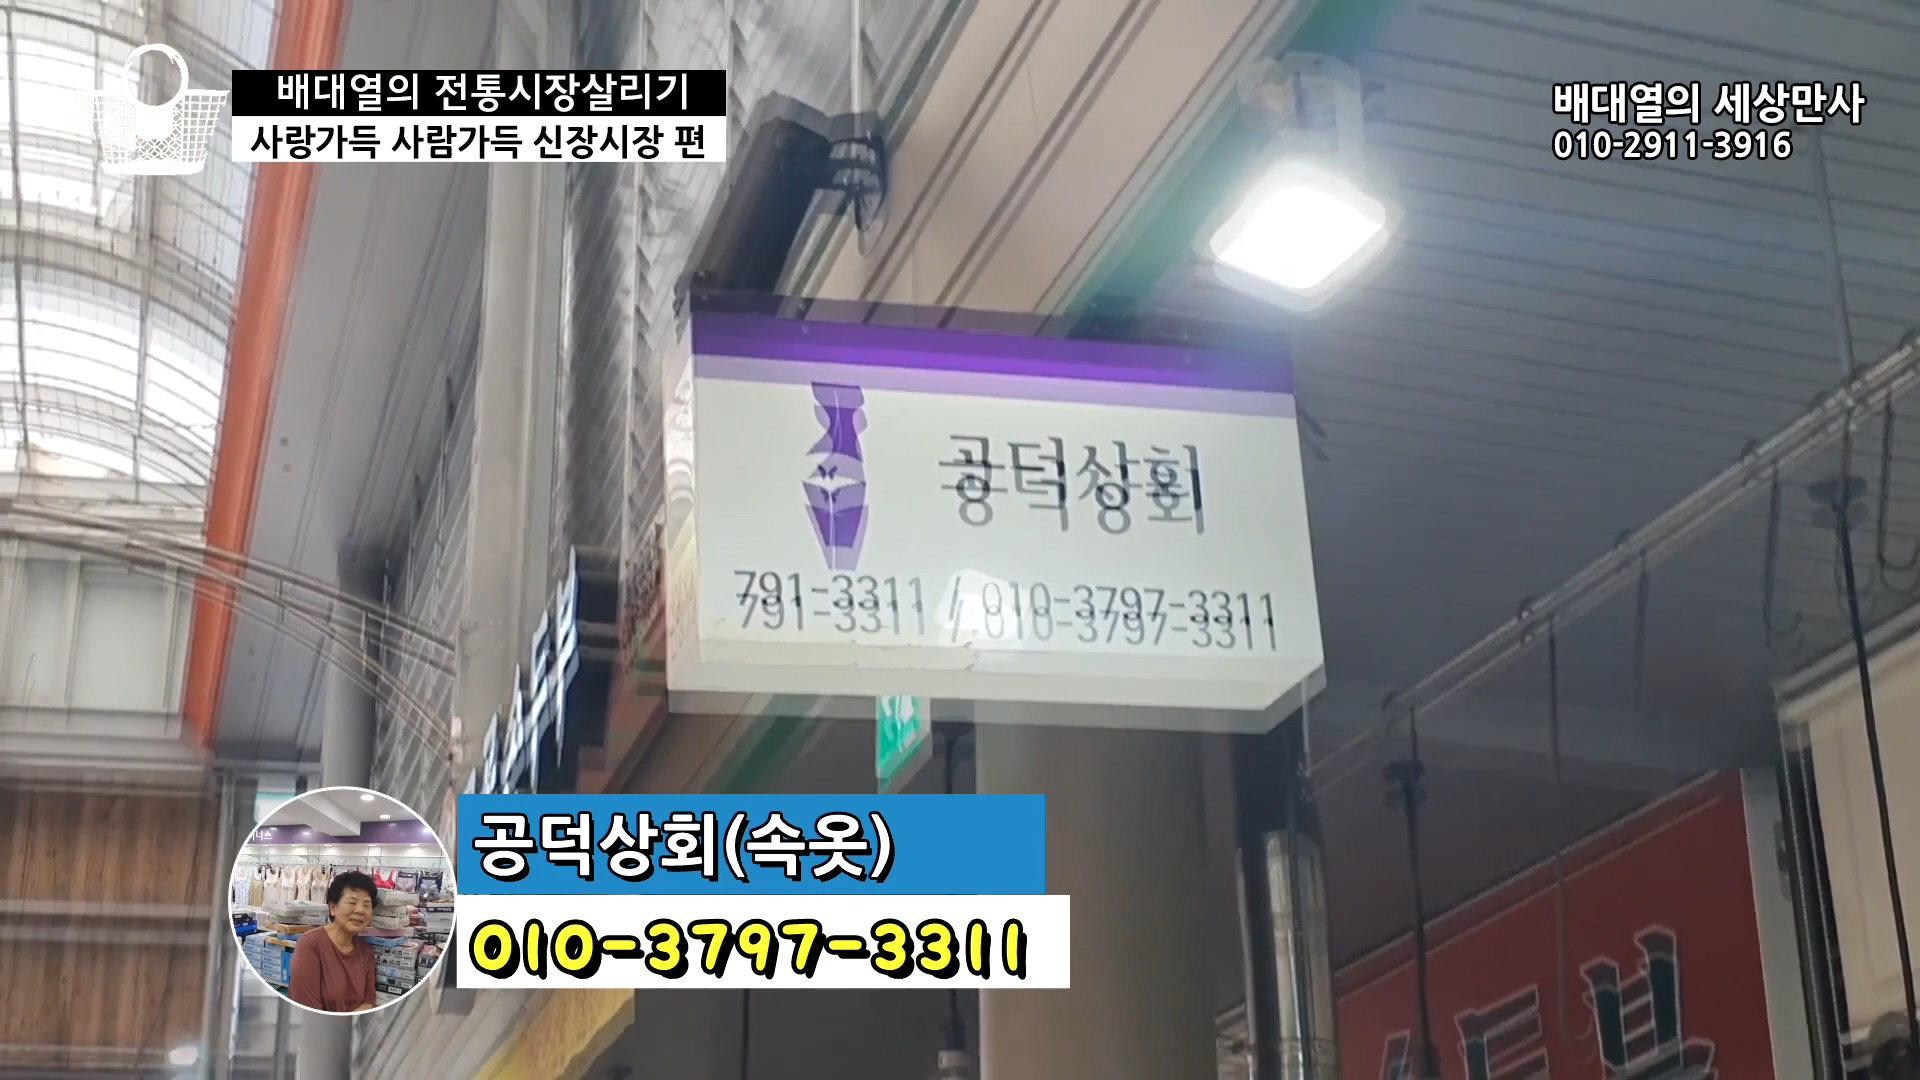 배대열의 전통시장살리기
사랑가득 사람가득 신장시장 편
배대열의 세상만사
010-2911-3916
공덕상회
791-3311 / 010-3797-3311
공덕상회(속옷)
010-3797-3311